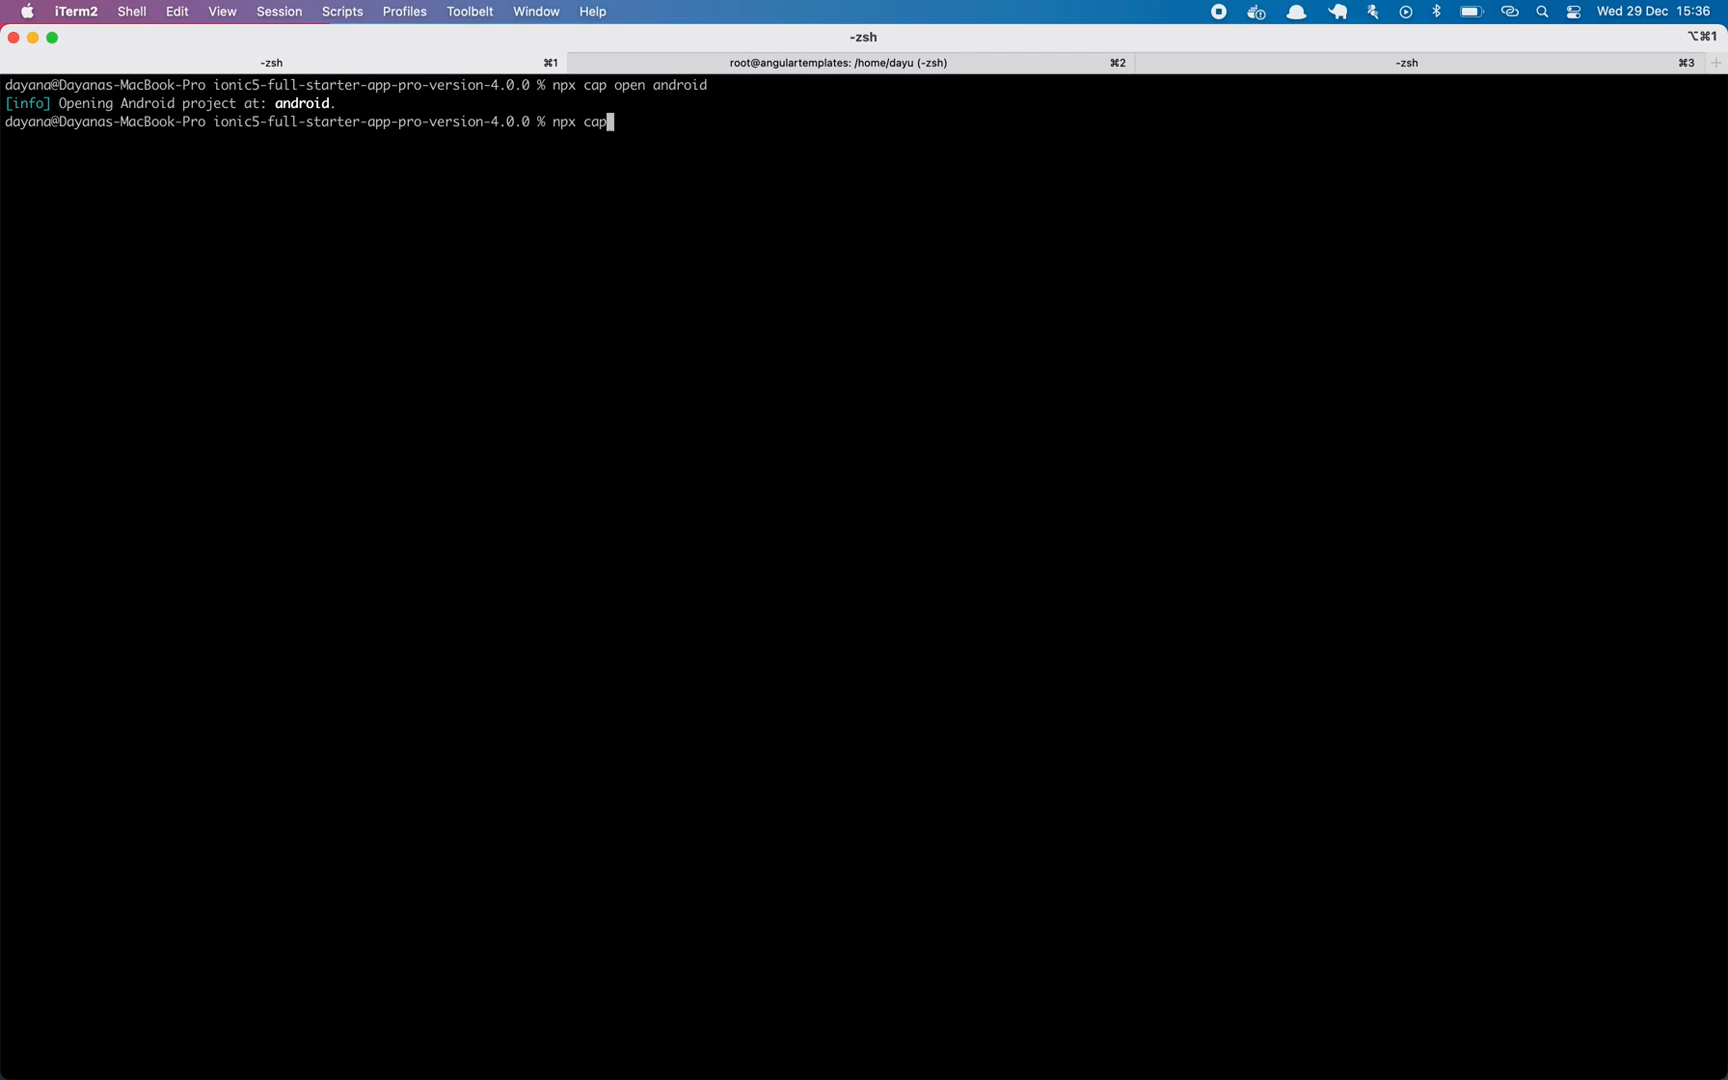 iTerm2 Shell Edit View Session Scripts Profiles Toolbelt Window Help Wed 29 Dec 15:36
-zsh ⌥⌘1
-zsh ⌘1 root@angulartemplates: /home/dayu (-zsh) ⌘2 -zsh ⌘3
dayana@Dayanas-MacBook-Pro ionic5-full-starter-app-pro-version-4.0.0 % npx cap open android
[info] Opening Android project at: android.
dayana@Dayanas-MacBook-Pro ionic5-full-starter-app-pro-version-4.0.0 % npx cap